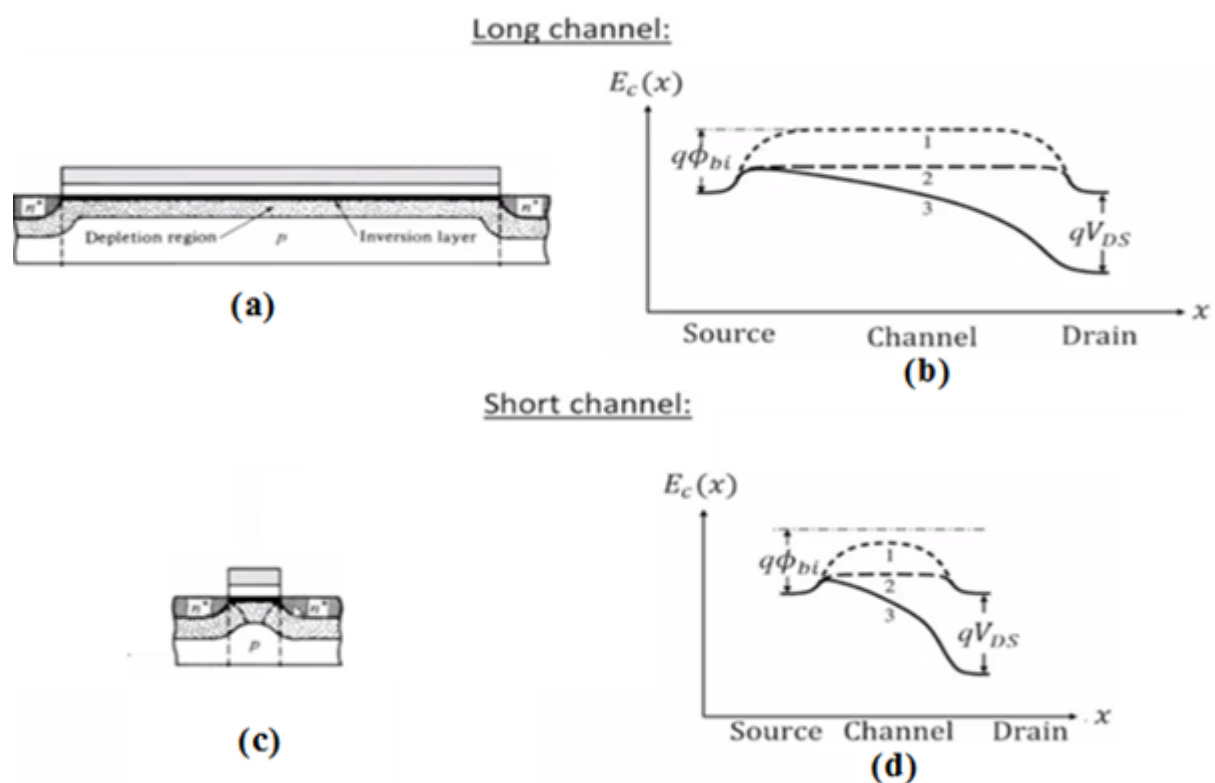 Long channel:
E_c(x)
1
qϕ_bi
2
3
n⁺
n⁺
Depletion region
p
Inversion layer
qV_DS
x
(a)
Source
Channel
Drain
(b)
Short channel:
E_c(x)
1
qϕ_bi
2
3
n⁺
n⁺
p
qV_DS
x
Source
Channel
Drain
(c)
(d)